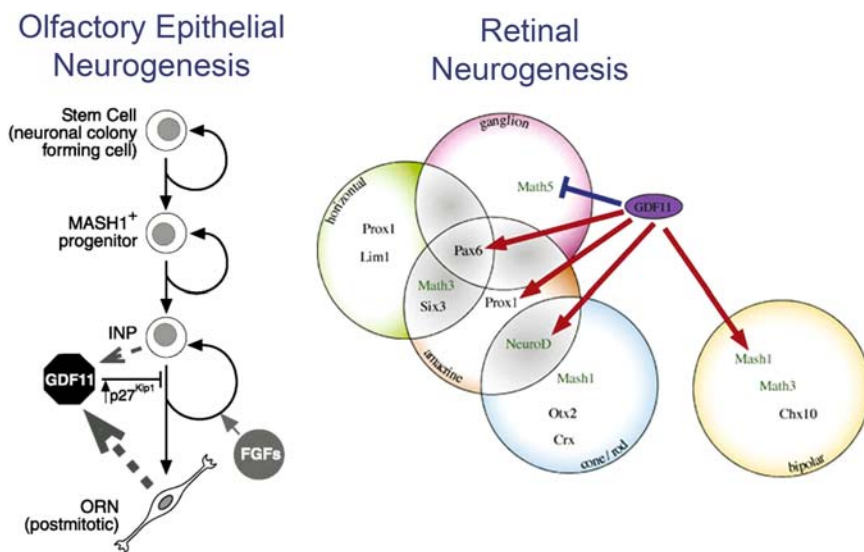 Olfactory Epithelial
Neurogenesis
Stem Cell
(neuronal colony
forming cell)
MASH1+
progenitor
INP
GDF11
p27Kip1
FGFs
ORN
(postmitotic)
Retinal
Neurogenesis
ganglion
Math5
GDF11
horizontal
Prox1
Lim1
Pax6
Math3
Six3
Prox1
amacrine
NeuroD
Mash1
Otx2
Crx
cone / rod
Mash1
Math3
Chx10
bipolar